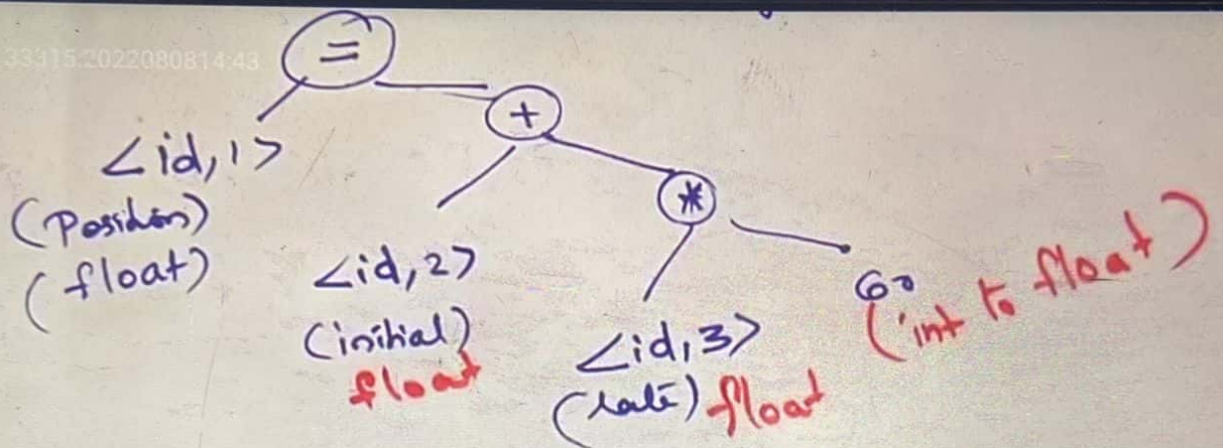 33315:2022080814:43
=
+
<id,1>
*
(Position)
(float)
<id,2>
60
(int to float)
(initial)
float
<id,3>
(rate) float